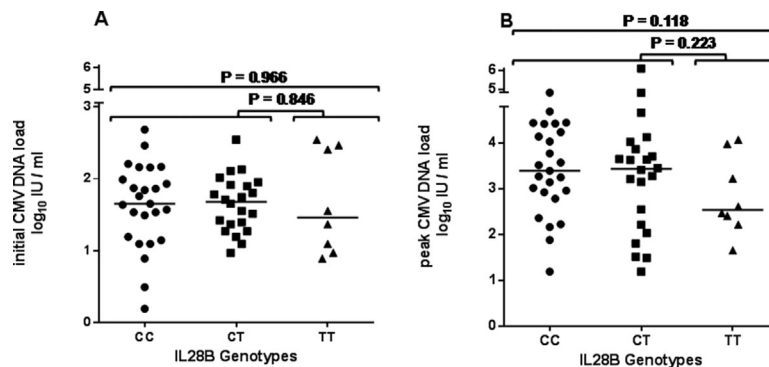 A
P = 0.966
P = 0.846
6
5
3
2
1
0
initial CMV DNA load
log10 IU / ml
CC CT TT
IL28B Genotypes
B
P = 0.118
P = 0.223
6
5
4
3
2
1
0
peak CMV DNA load
log10 IU / ml
CC CT TT
IL28B Genotypes